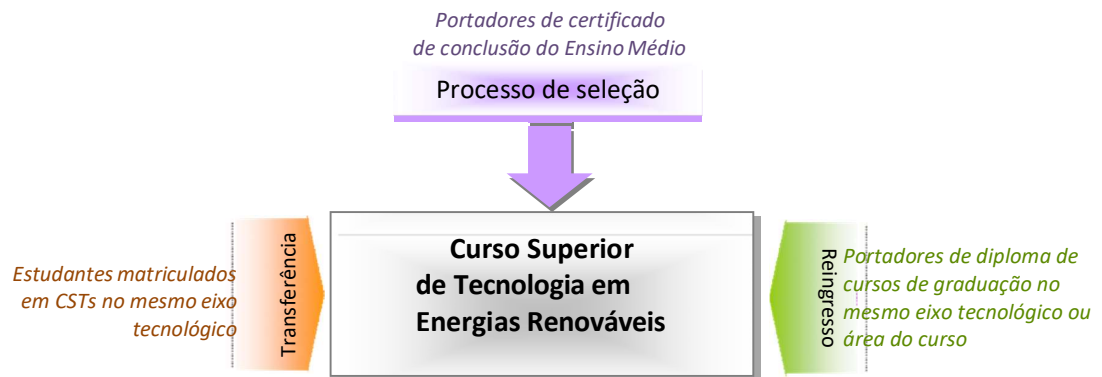 Portadores de certificado
de conclusão do Ensino Médio
Processo de seleção
Estudantes matriculados
em CSTs no mesmo eixo
tecnológico
Transferência
Curso Superior
de Tecnologia em
Energias Renováveis
Reingresso
Portadores de diploma de
cursos de graduação no
mesmo eixo tecnológico ou
área do curso